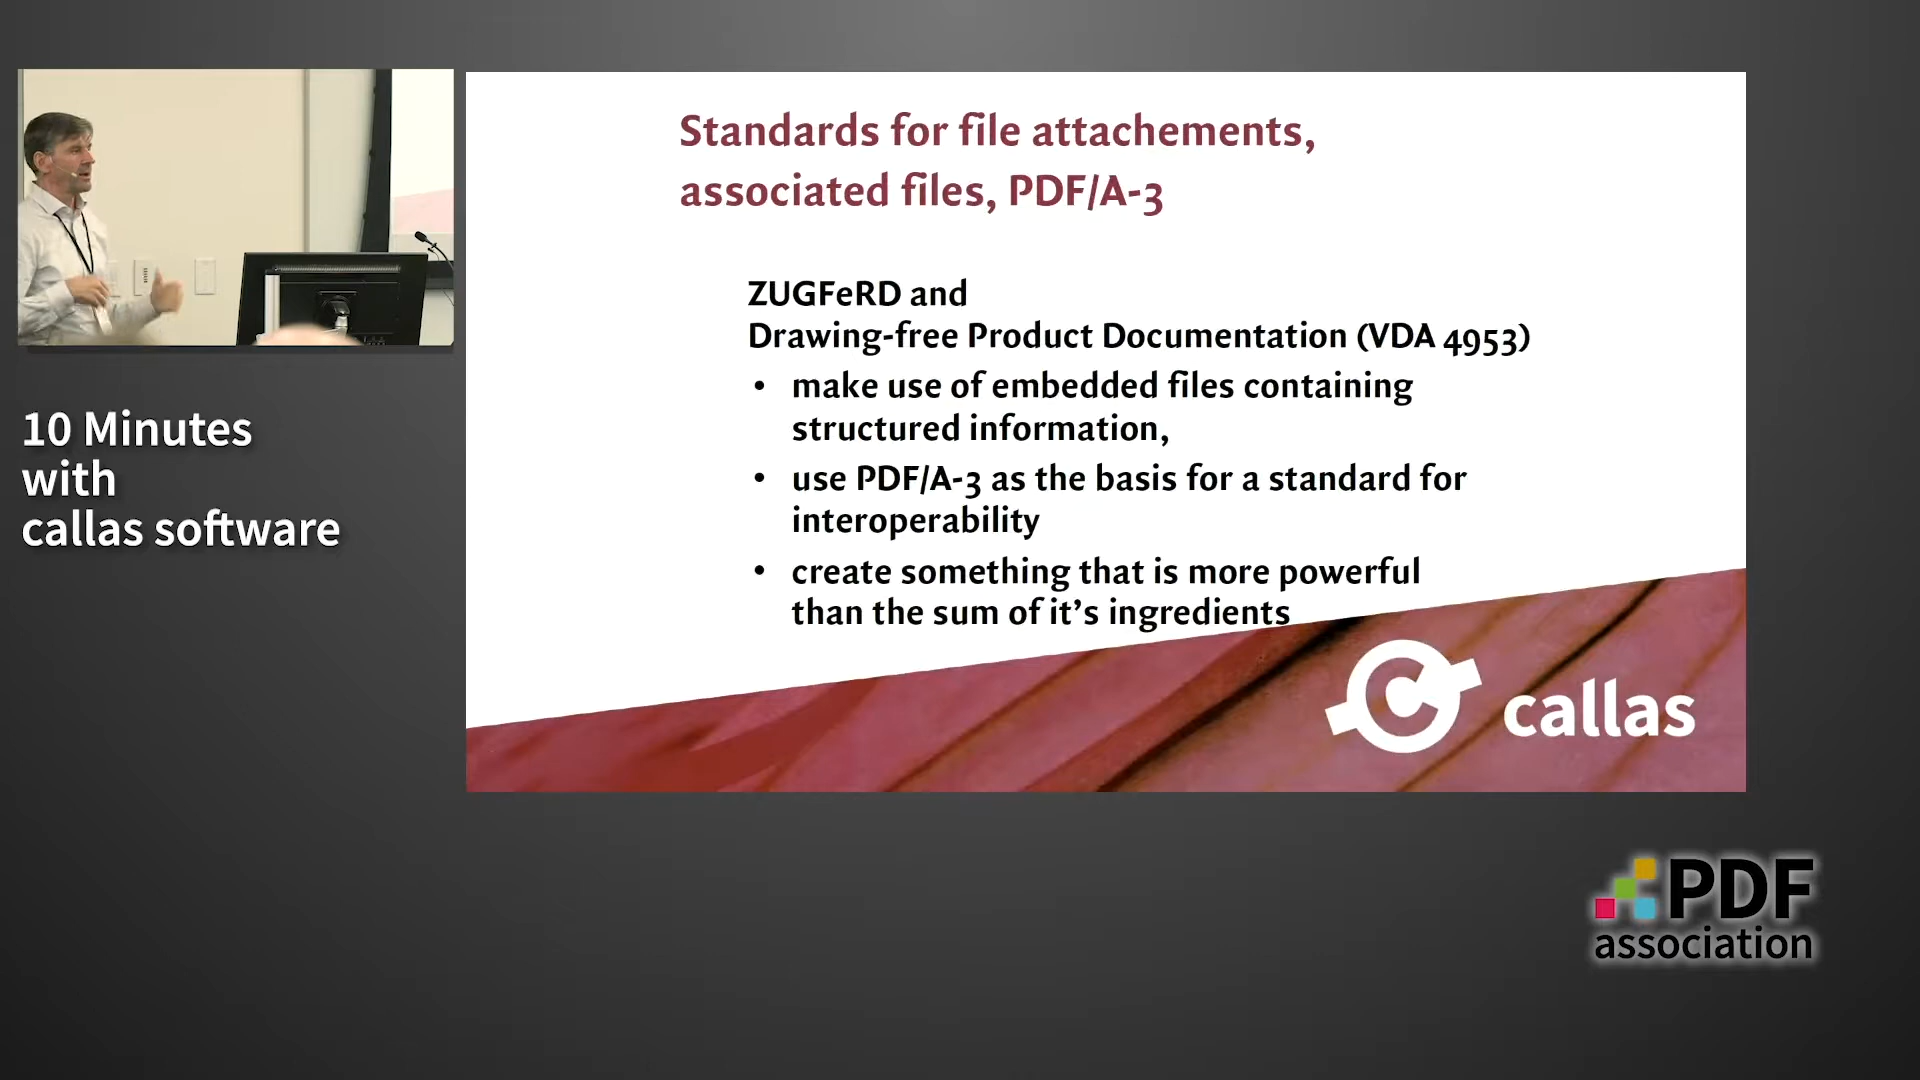 10 Minutes
with
callas software
Standards for file attachements,
associated files, PDF/A-3
ZUGFeRD and
Drawing-free Product Documentation (VDA 4953)
• make use of embedded files containing
structured information,
• use PDF/A-3 as the basis for a standard for
interoperability
• create something that is more powerful
than the sum of it’s ingredients
callas
PDF
association